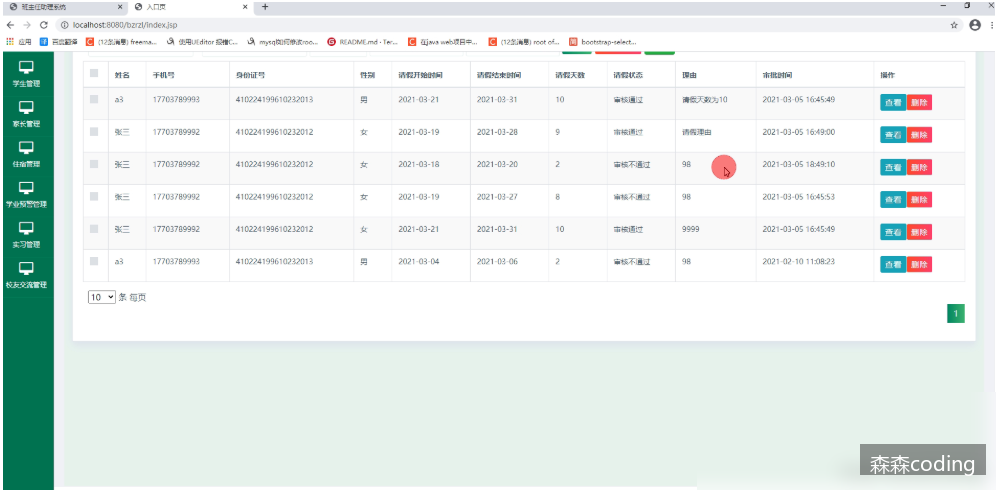 班主任助理系统 入口页
localhost:8080/bzrzl/index.jsp
应用 百度翻译 (12条消息) freema... 使用UEditor 报错C... mysql如何修改roo... README.md · Ter... 在java web项目中... (12条消息) root of... bootstrap-select...
学生管理
家长管理
住宿管理
学业预警管理
实习管理
校友交流管理
姓名 手机号 身份证号 性别 请假开始时间 请假结束时间 请假天数 请假状态 理由 审批时间 操作
a3 17703789993 410224199610232013 男 2021-03-21 2021-03-31 10 审核通过 请假天数为10 2021-03-05 16:45:49 查看 删除
张三 17703789992 410224199610232012 女 2021-03-19 2021-03-28 9 审核通过 请假理由 2021-03-05 16:49:00 查看 删除
张三 17703789992 410224199610232012 女 2021-03-18 2021-03-20 2 审核不通过 98 2021-03-05 18:49:10 查看 删除
张三 17703789992 410224199610232012 女 2021-03-19 2021-03-27 8 审核不通过 98 2021-03-05 16:45:53 查看 删除
张三 17703789992 410224199610232012 女 2021-03-21 2021-03-31 10 审核通过 9999 2021-03-05 16:45:49 查看 删除
a3 17703789993 410224199610232013 男 2021-03-04 2021-03-06 2 审核不通过 98 2021-02-10 11:08:23 查看 删除
10 条 每页
1
森森coding